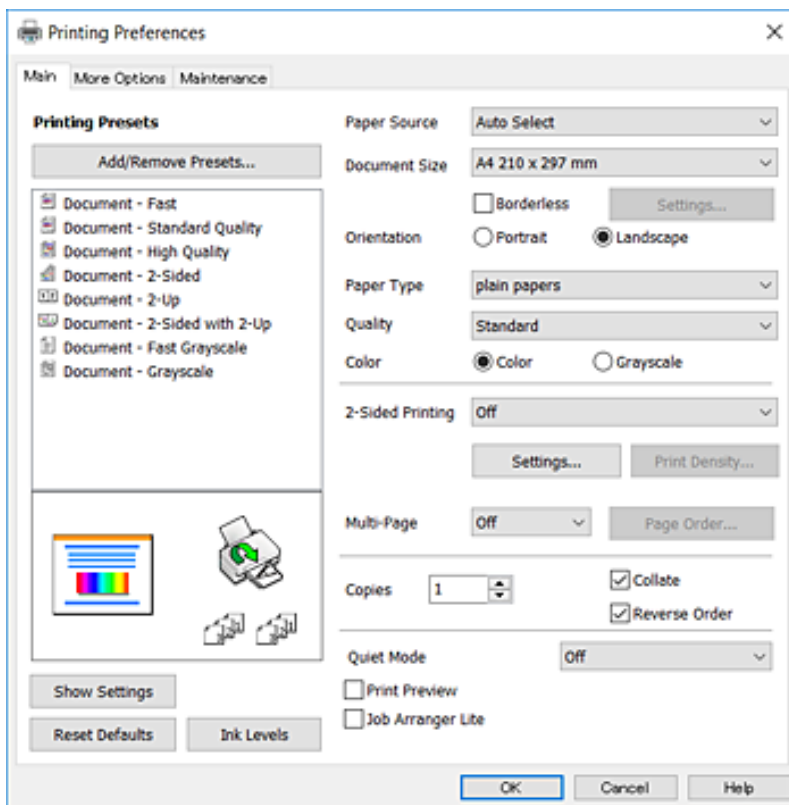 Printing Preferences
Main More Options Maintenance
Printing Presets
Add/Remove Presets...
Document - Fast
Document - Standard Quality
Document - High Quality
Document - 2-Sided
Document - 2-Up
Document - 2-Sided with 2-Up
Document - Fast Grayscale
Document - Grayscale
Show Settings
Reset Defaults Ink Levels
Paper Source Auto Select
Document Size A4 210 x 297 mm
Borderless Settings...
Orientation Portrait Landscape
Paper Type plain papers
Quality Standard
Color Color Grayscale
2-Sided Printing Off
Settings... Print Density...
Multi-Page Off Page Order...
Copies 1 Collate
Reverse Order
Quiet Mode Off
Print Preview
Job Arranger Lite
OK Cancel Help